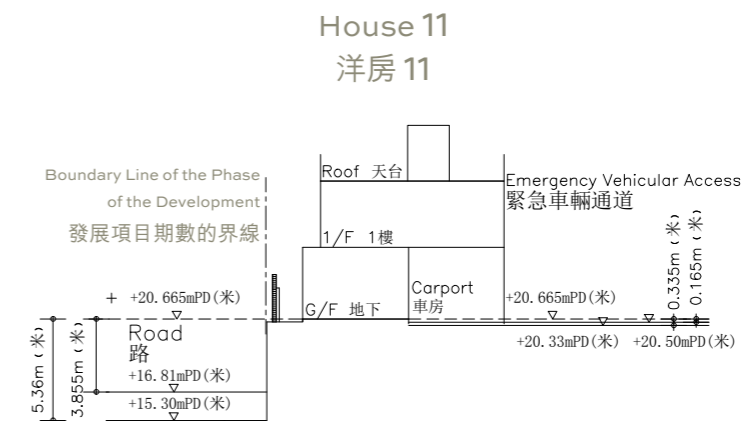 House 11
洋房 11
Boundary Line of the Phase
of the Development
發展項目期數的界線
Roof 天台
Emergency Vehicular Access
緊急車輛通道
1/F 1樓
G/F 地下
Carport
車房
+ +20.665mPD(米)
+20.665mPD(米)
0.335m (米)
0.165m (米)
Road
路
+20.33mPD(米) +20.50mPD(米)
5.36m (米)
3.855m (米)
+16.81mPD(米)
+15.30mPD(米)